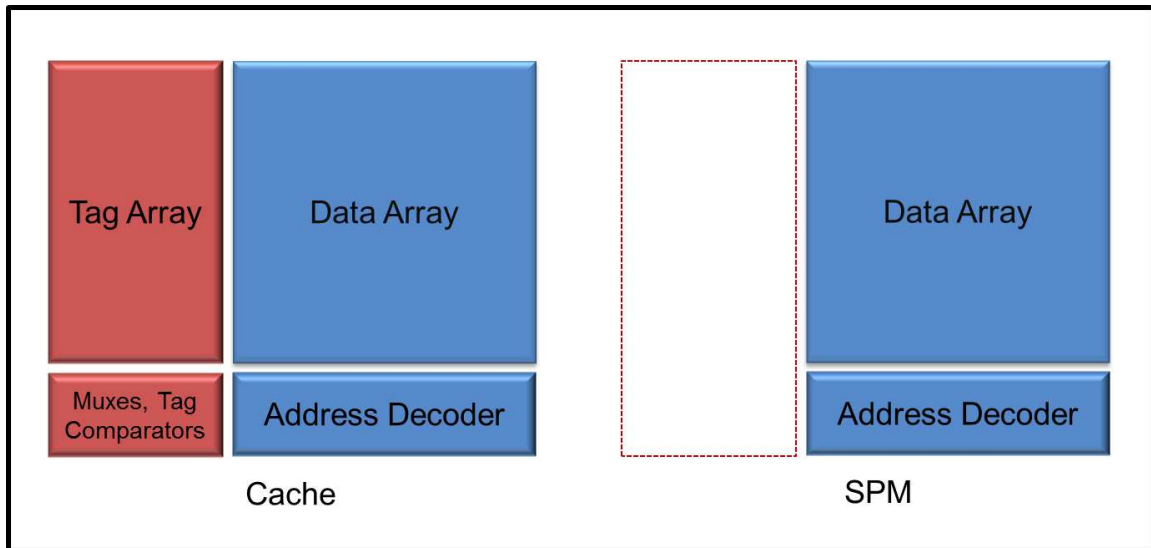 Tag Array
Data Array
Muxes, Tag
Comparators
Address Decoder
Cache
Data Array
Address Decoder
SPM